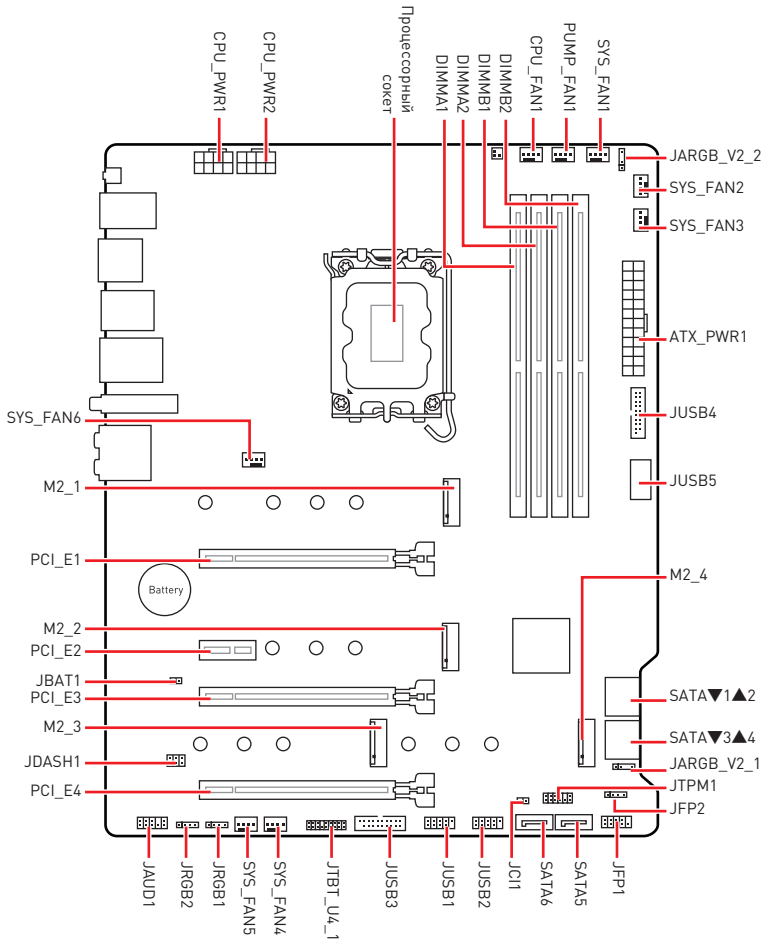 CPU_PWR1
CPU_PWR2
Процессорный
сокет
DIMMA1
DIMMA2
DIMMB1
DIMMB2
CPU_FAN1
PUMP_FAN1
SYS_FAN1
JARGB_V2_2
SYS_FAN2
SYS_FAN3
ATX_PWR1
JUSB4
JUSB5
M2_4
SATA▼1▲2
SATA▼3▲4
JARGB_V2_1
JTPM1
JFP2
SYS_FAN6
M2_1
PCI_E1
Battery
M2_2
PCI_E2
JBAT1
PCI_E3
M2_3
JDASH1
PCI_E4
JAUD1
JRGB2
JRGB1
SYS_FAN5
SYS_FAN4
JTBT_U4_1
JUSB3
JUSB1
JUSB2
JCI1
SATA6
SATA5
JFP1